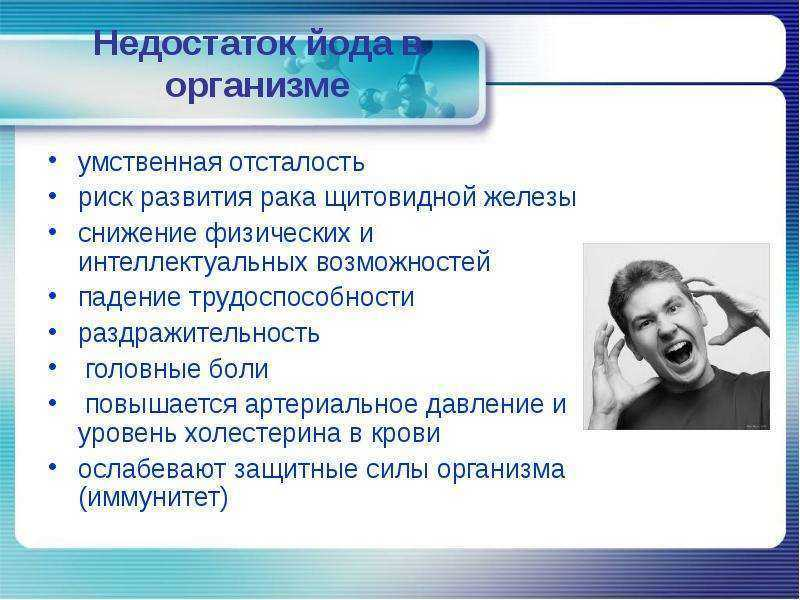 Недостаток йода в
организме
• умственная отсталость
• риск развития рака щитовидной железы
• снижение физических и
интеллектуальных возможностей
• падение трудоспособности
• раздражительность
• головные боли
• повышается артериальное давление и
уровень холестерина в крови
• ослабевают защитные силы организма
(иммунитет)